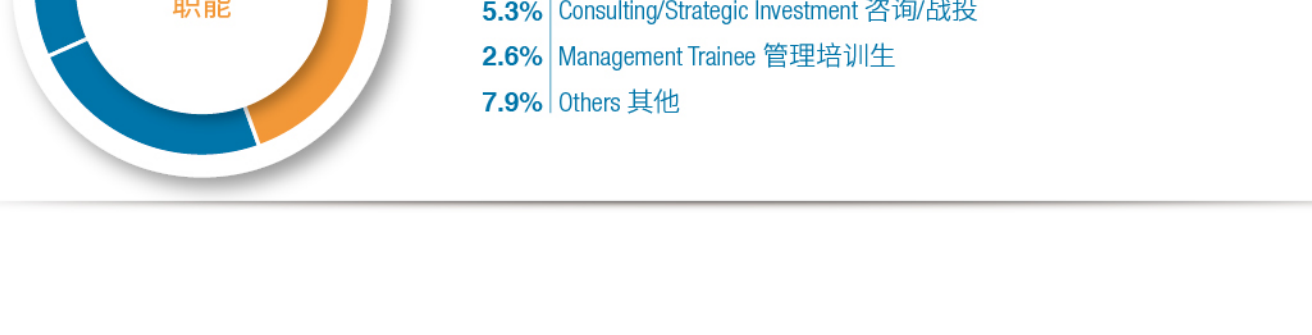 职能
5.3% Consulting/Strategic Investment 咨询/战投
2.6% Management Trainee 管理培训生
7.9% Others 其他